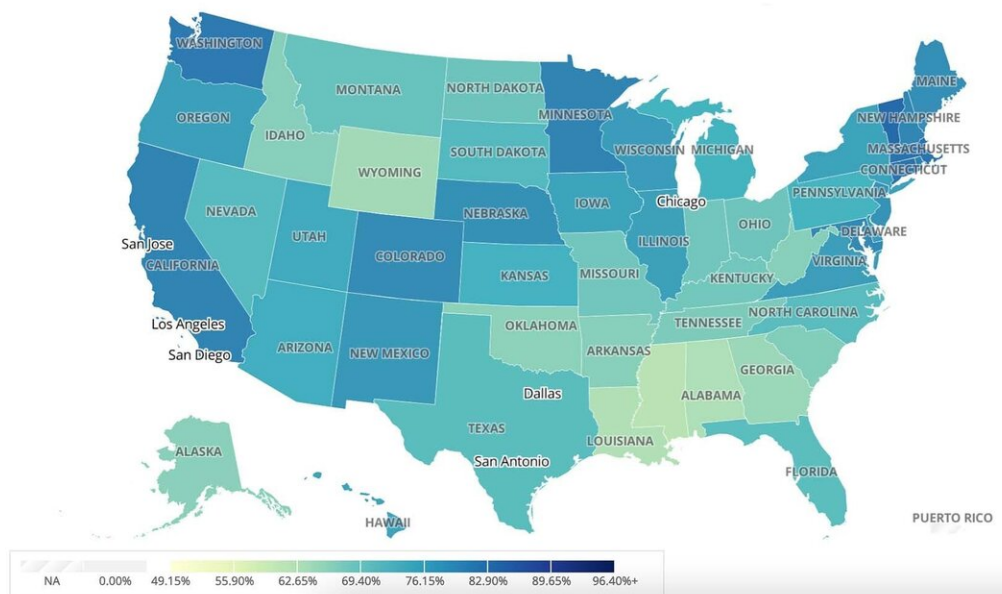 WASHINGTON
MAINE
MONTANA
NORTH DAKOTA
MINNESOTA
OREGON
NEW HAMPSHIRE
IDAHO
SOUTH DAKOTA
WISCONSIN
MICHIGAN
MASSACHUSETTS
WYOMING
CONNECTICUT
PENNSYLVANIA
NEBRASKA
IOWA
Chicago
NEVADA
OHIO
DELAWARE
UTAH
ILLINOIS
San Jose
COLORADO
CALIFORNIA
KANSAS
MISSOURI
KENTUCKY
VIRGINIA
NORTH CAROLINA
Los Angeles
OKLAHOMA
TENNESSEE
San Diego
ARIZONA
NEW MEXICO
ARKANSAS
GEORGIA
Dallas
ALABAMA
TEXAS
LOUISIANA
ALASKA
San Antonio
FLORIDA
HAWAII
PUERTO RICO
NA 0.00% 49.15% 55.90% 62.65% 69.40% 76.15% 82.90% 89.65% 96.40%+